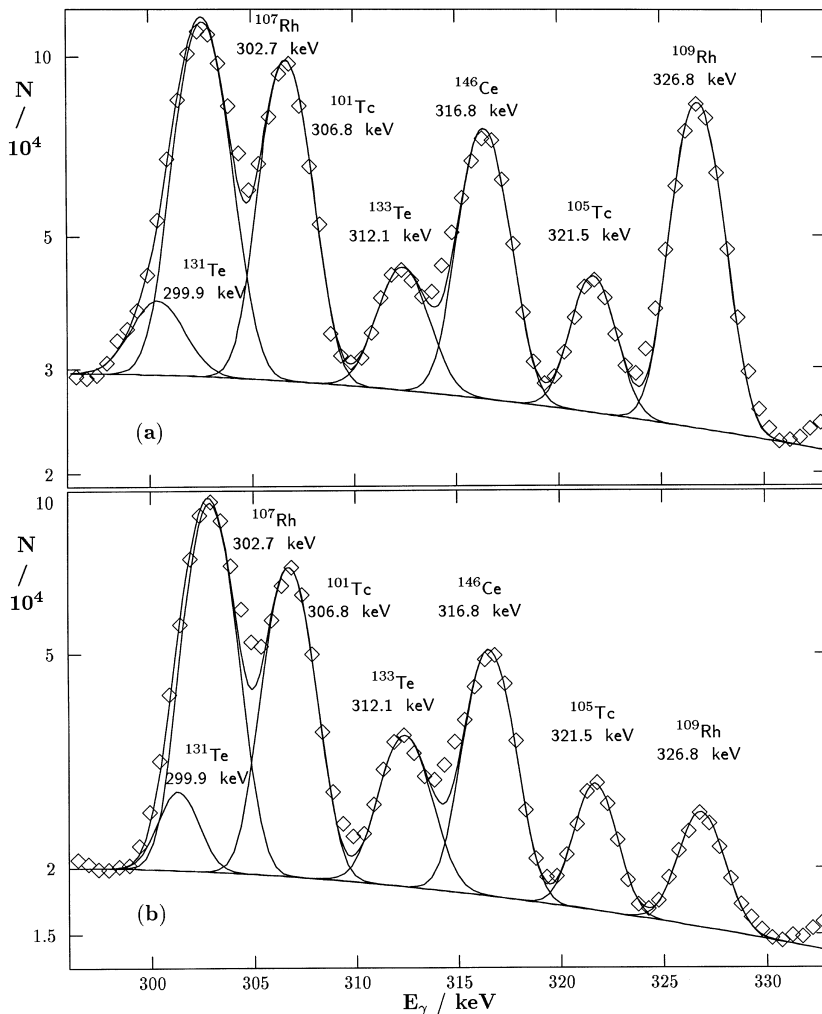 10
N
/
10⁴
5
3
2
¹⁰⁷Rh
302.7 keV
¹⁰¹Tc
306.8 keV
¹⁴⁶Ce
316.8 keV
¹⁰⁹Rh
326.8 keV
¹³³Te
312.1 keV
¹⁰⁵Tc
321.5 keV
¹³¹Te
299.9 keV
(a)
10
N
/
10⁴
5
2
1.5
¹⁰⁷Rh
302.7 keV
¹⁰¹Tc
306.8 keV
¹⁴⁶Ce
316.8 keV
¹³³Te
312.1 keV
¹⁰⁵Tc
321.5 keV
¹⁰⁹Rh
326.8 keV
¹³¹Te
299.9 keV
(b)
300 305 310 315 320 325 330
E_γ / keV